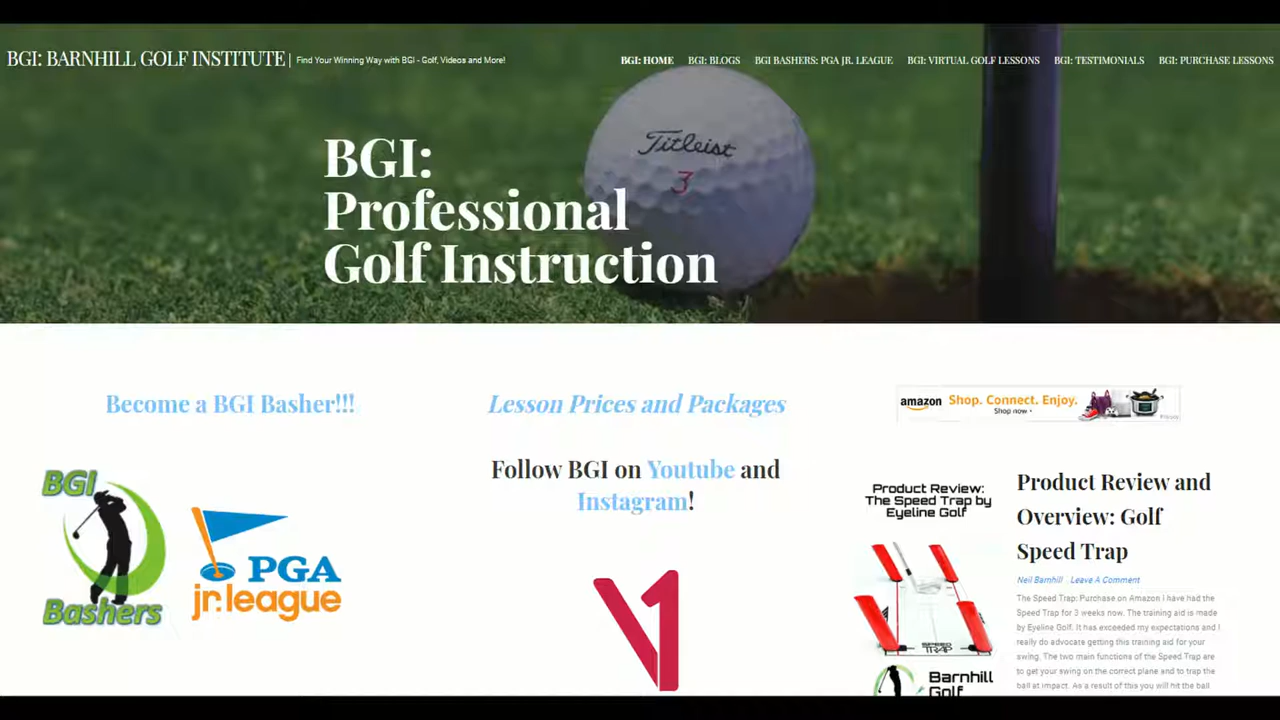 BGI: BARNHILL GOLF INSTITUTE | Find Your Winning Way with BGI - Golf, Videos and More!
BGI: HOME BGI: BLOGS BGI BASHERS: PGA JR. LEAGUE BGI: VIRTUAL GOLF LESSONS BGI: TESTIMONIALS BGI: PURCHASE LESSONS
Titleist
3
BGI:
Professional
Golf Instruction
Become a BGI Basher!!!
BGI
Bashers
PGA
jr.league
Lesson Prices and Packages
Follow BGI on Youtube and
Instagram!
V1
amazon Shop. Connect. Enjoy.
Shop now
Product Review:
The Speed Trap by
Eyeline Golf
SPEED
TRAP
Barnhill
Golf
Product Review and
Overview: Golf
Speed Trap
Neil Barnhill Leave A Comment
The Speed Trap: Purchase on Amazon I have had the
Speed Trap for 3 weeks now. The training aid is made
by Eyeline Golf. It has exceeded my expectations and I
really do advocate getting this training aid for your
swing. The two main functions of the Speed Trap are
to get your swing on the correct plane and to trap the
ball at impact. As a result of this you will hit the ball